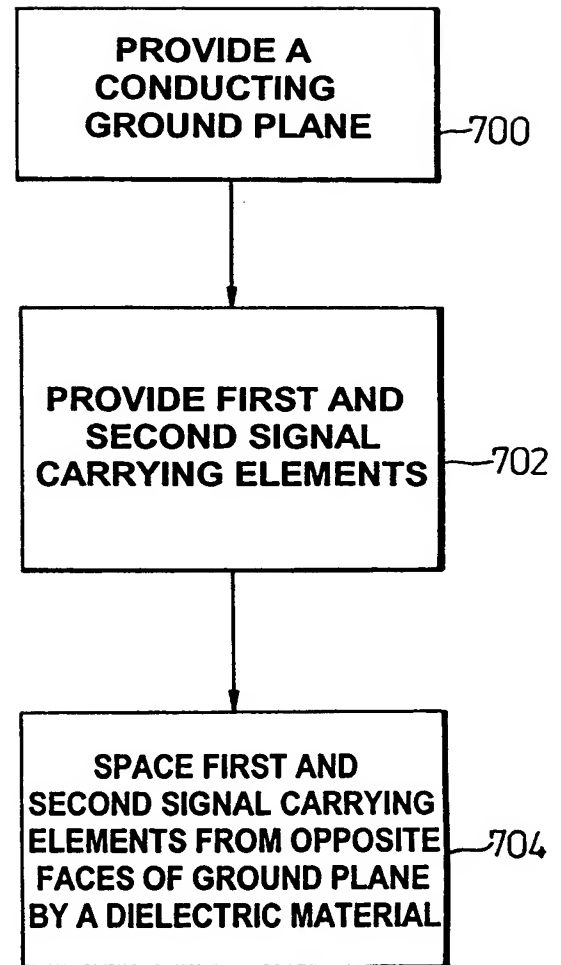 PROVIDE A
CONDUCTING
GROUND PLANE
700
PROVIDE FIRST AND
SECOND SIGNAL
CARRYING ELEMENTS
702
SPACE FIRST AND
SECOND SIGNAL CARRYING
ELEMENTS FROM OPPOSITE
FACES OF GROUND PLANE
BY A DIELECTRIC MATERIAL
704